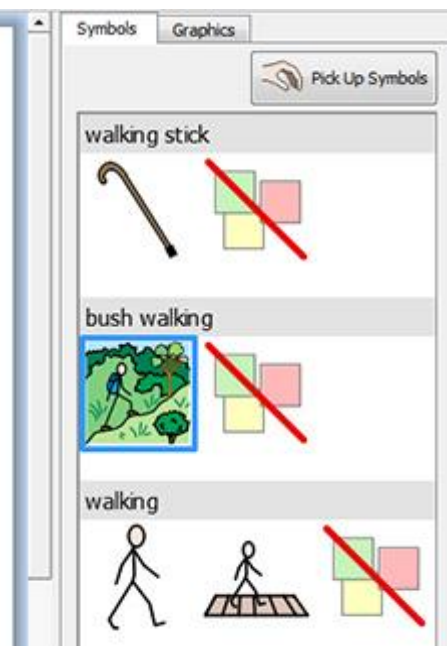 Symbols Graphics
Pick Up Symbols
walking stick
bush walking
walking